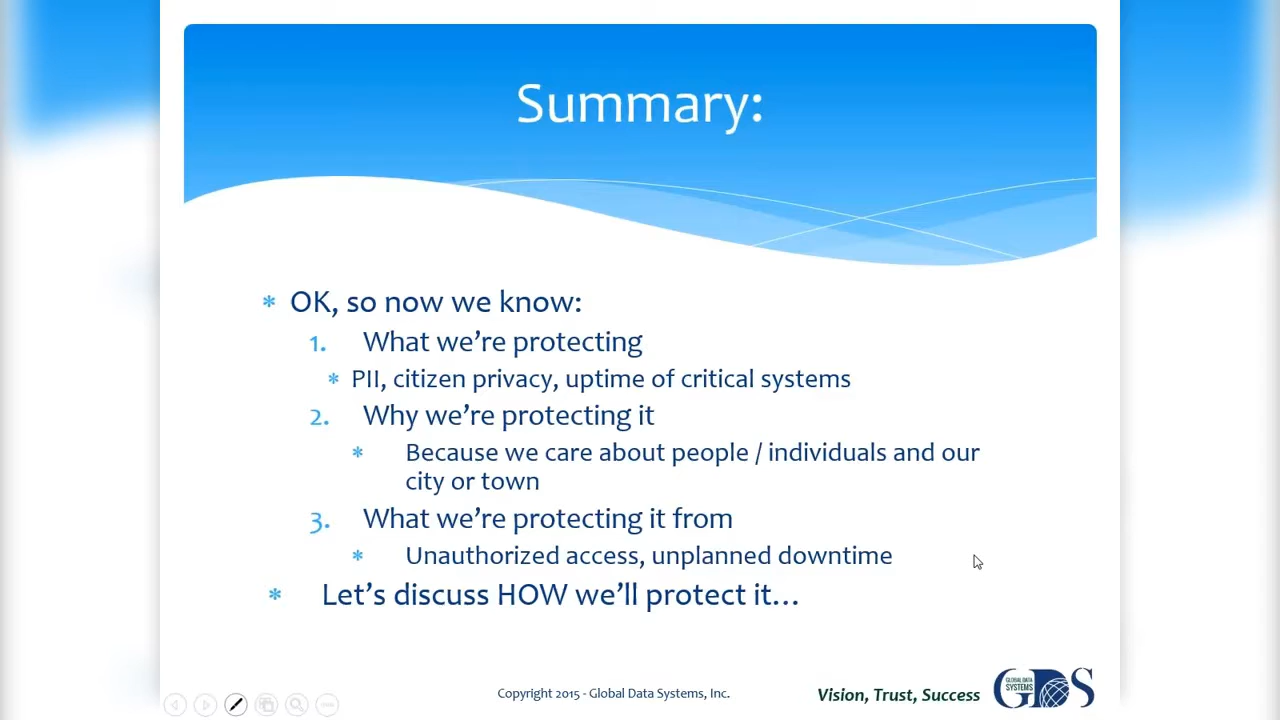 Summary:
* OK, so now we know:
1. What we're protecting
* PII, citizen privacy, uptime of critical systems
2. Why we're protecting it
* Because we care about people / individuals and our
city or town
3. What we're protecting it from
* Unauthorized access, unplanned downtime
* Let's discuss HOW we'll protect it...
Copyright 2015 - Global Data Systems, Inc.
Vision, Trust, Success
GLOBAL DATA
SYSTEMS
GDS